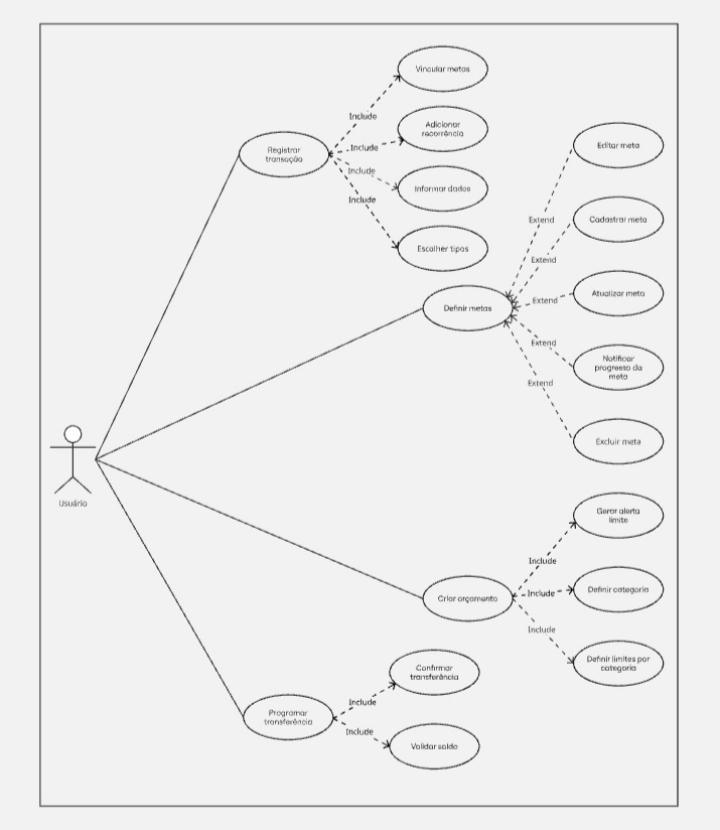 Vincular metas
Include
Adicionar
recorrência
Registrar
transação
Include
Include
Informar dados
Include
Escolher tipos
Editar meta
Extend
Cadastrar meta
Extend
Definir metas
Extend
Atualizar meta
Extend
Notificar
progresso da
meta
Extend
Excluir meta
Usuário
Gerar alerta
limite
Include
Criar orçamento
Include
Definir categoria
Include
Definir limites por
categoria
Confirmar
transferência
Include
Programar
transferência
Include
Validar saldo